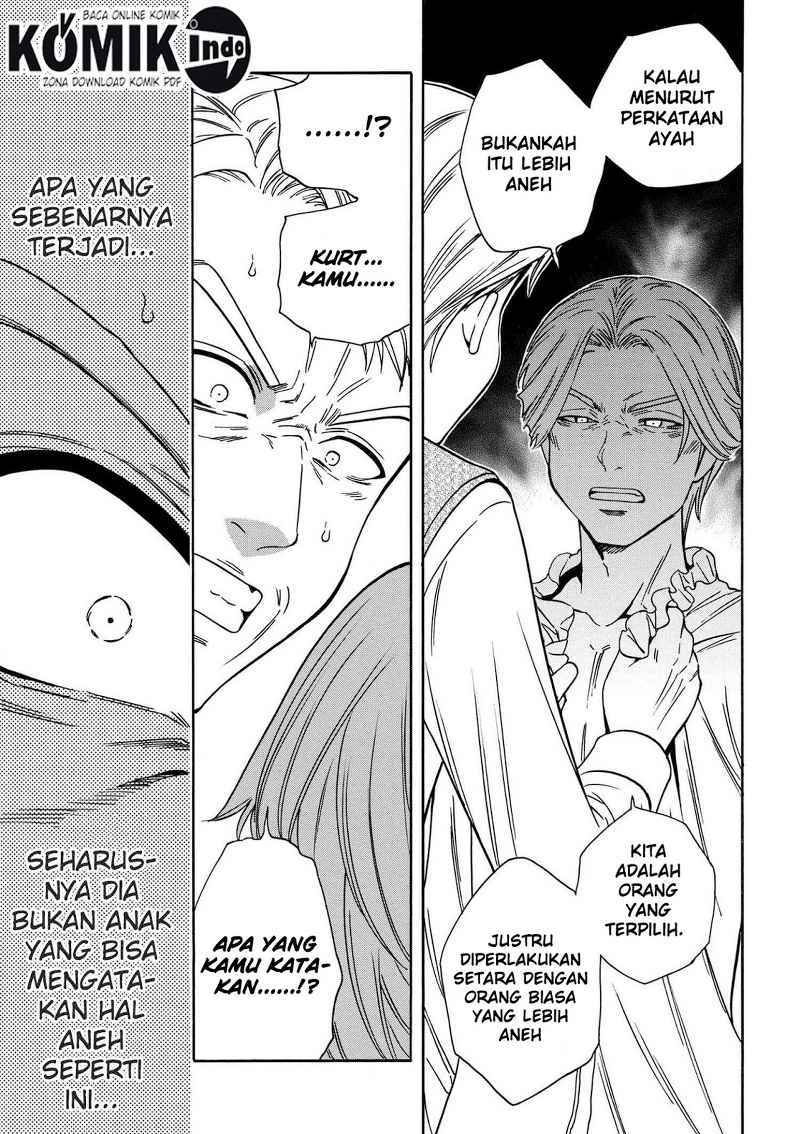 BACA ONLINE KOMIK
KOMIK indo
ZONA DOWNLOAD KOMIK PDF
KALAU
MENURUT
PERKATAAN
AYAH
BUKANKAH
ITU LEBIH
ANEH
KITA
ADALAH
ORANG
YANG
TERPILIH.
JUSTRU
DIPERLAKUKAN
SETARA DENGAN
ORANG BIASA
YANG LEBIH
ANEH
......!?
KURT...
KAMU......
APA YANG
KAMU KATA-
KAN......!?
APA YANG
SEBENARNYA
TERJADI...
SEHARUS-
NYA DIA
BUKAN ANAK
YANG BISA
MENGATA-
KAN HAL
ANEH
SEPERTI
INI...